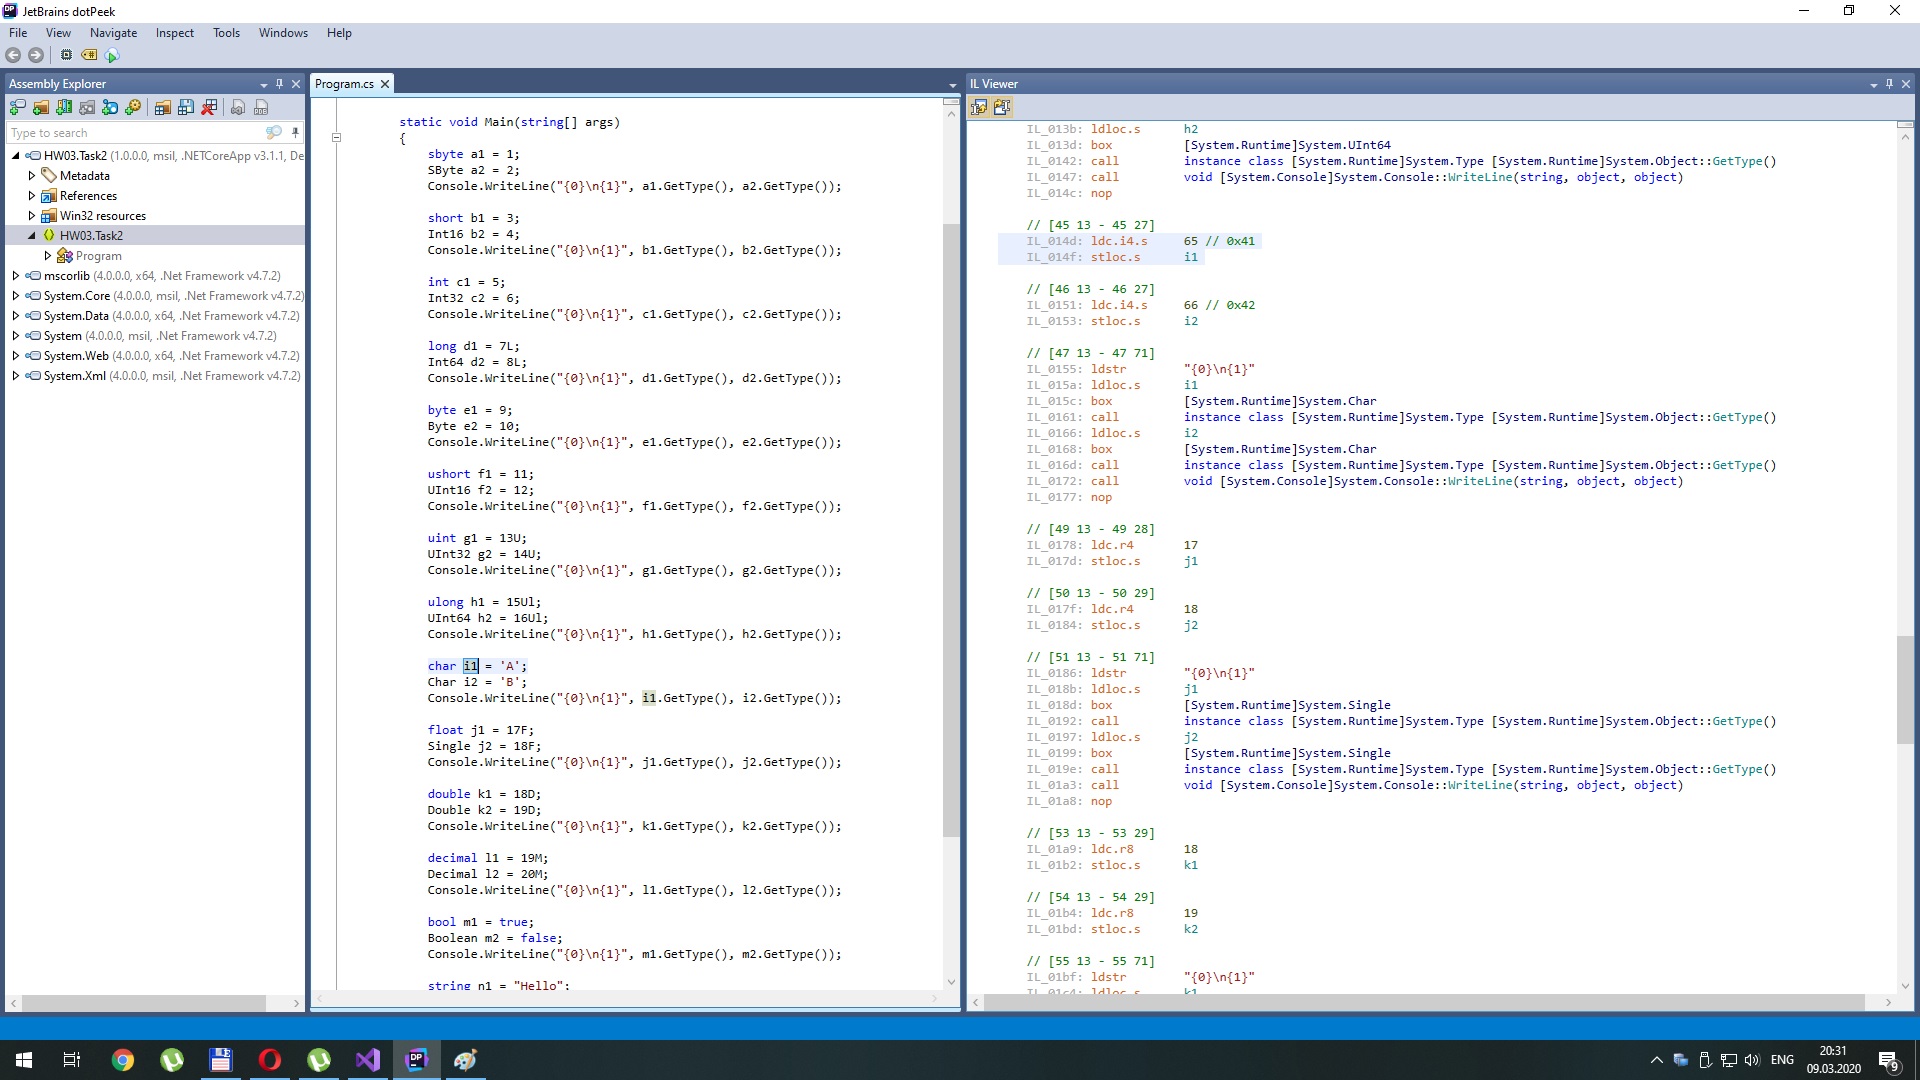 JetBrains dotPeek
File View Navigate Inspect Tools Windows Help
Assembly Explorer
Type to search
HW03.Task2 (1.0.0.0, msil, .NETCoreApp v3.1.1, De
Metadata
References
Win32 resources
HW03.Task2
Program
mscorlib (4.0.0.0, x64, .Net Framework v4.7.2)
System.Core (4.0.0.0, msil, .Net Framework v4.7.2)
System.Data (4.0.0.0, x64, .Net Framework v4.7.2)
System (4.0.0.0, msil, .Net Framework v4.7.2)
System.Web (4.0.0.0, x64, .Net Framework v4.7.2)
System.Xml (4.0.0.0, msil, .Net Framework v4.7.2)
Program.cs
static void Main(string[] args)
{
sbyte a1 = 1;
SByte a2 = 2;
Console.WriteLine("{0}\n{1}", a1.GetType(), a2.GetType());
short b1 = 3;
Int16 b2 = 4;
Console.WriteLine("{0}\n{1}", b1.GetType(), b2.GetType());
int c1 = 5;
Int32 c2 = 6;
Console.WriteLine("{0}\n{1}", c1.GetType(), c2.GetType());
long d1 = 7L;
Int64 d2 = 8L;
Console.WriteLine("{0}\n{1}", d1.GetType(), d2.GetType());
byte e1 = 9;
Byte e2 = 10;
Console.WriteLine("{0}\n{1}", e1.GetType(), e2.GetType());
ushort f1 = 11;
UInt16 f2 = 12;
Console.WriteLine("{0}\n{1}", f1.GetType(), f2.GetType());
uint g1 = 13U;
UInt32 g2 = 14U;
Console.WriteLine("{0}\n{1}", g1.GetType(), g2.GetType());
ulong h1 = 15Ul;
UInt64 h2 = 16Ul;
Console.WriteLine("{0}\n{1}", h1.GetType(), h2.GetType());
char i1 = 'A';
Char i2 = 'B';
Console.WriteLine("{0}\n{1}", i1.GetType(), i2.GetType());
float j1 = 17F;
Single j2 = 18F;
Console.WriteLine("{0}\n{1}", j1.GetType(), j2.GetType());
double k1 = 18D;
Double k2 = 19D;
Console.WriteLine("{0}\n{1}", k1.GetType(), k2.GetType());
decimal l1 = 19M;
Decimal l2 = 20M;
Console.WriteLine("{0}\n{1}", l1.GetType(), l2.GetType());
bool m1 = true;
Boolean m2 = false;
Console.WriteLine("{0}\n{1}", m1.GetType(), m2.GetType());
string n1 = "Hello";
IL Viewer
IL_013b: ldloc.s h2
IL_013d: box [System.Runtime]System.UInt64
IL_0142: call instance class [System.Runtime]System.Type [System.Runtime]System.Object::GetType()
IL_0147: call void [System.Console]System.Console::WriteLine(string, object, object)
IL_014c: nop
// [45 13 - 45 27]
IL_014d: ldc.i4.s 65 // 0x41
IL_014f: stloc.s i1
// [46 13 - 46 27]
IL_0151: ldc.i4.s 66 // 0x42
IL_0153: stloc.s i2
// [47 13 - 47 71]
IL_0155: ldstr "{0}\n{1}"
IL_015a: ldloc.s i1
IL_015c: box [System.Runtime]System.Char
IL_0161: call instance class [System.Runtime]System.Type [System.Runtime]System.Object::GetType()
IL_0166: ldloc.s i2
IL_0168: box [System.Runtime]System.Char
IL_016d: call instance class [System.Runtime]System.Type [System.Runtime]System.Object::GetType()
IL_0172: call void [System.Console]System.Console::WriteLine(string, object, object)
IL_0177: nop
// [49 13 - 49 28]
IL_0178: ldc.r4 17
IL_017d: stloc.s j1
// [50 13 - 50 29]
IL_017f: ldc.r4 18
IL_0184: stloc.s j2
// [51 13 - 51 71]
IL_0186: ldstr "{0}\n{1}"
IL_018b: ldloc.s j1
IL_018d: box [System.Runtime]System.Single
IL_0192: call instance class [System.Runtime]System.Type [System.Runtime]System.Object::GetType()
IL_0197: ldloc.s j2
IL_0199: box [System.Runtime]System.Single
IL_019e: call instance class [System.Runtime]System.Type [System.Runtime]System.Object::GetType()
IL_01a3: call void [System.Console]System.Console::WriteLine(string, object, object)
IL_01a8: nop
// [53 13 - 53 29]
IL_01a9: ldc.r8 18
IL_01b2: stloc.s k1
// [54 13 - 54 29]
IL_01b4: ldc.r8 19
IL_01bd: stloc.s k2
// [55 13 - 55 71]
IL_01bf: ldstr "{0}\n{1}"
IL_01c4: ldloc.s k1
ENG
20:31
09.03.2020
9